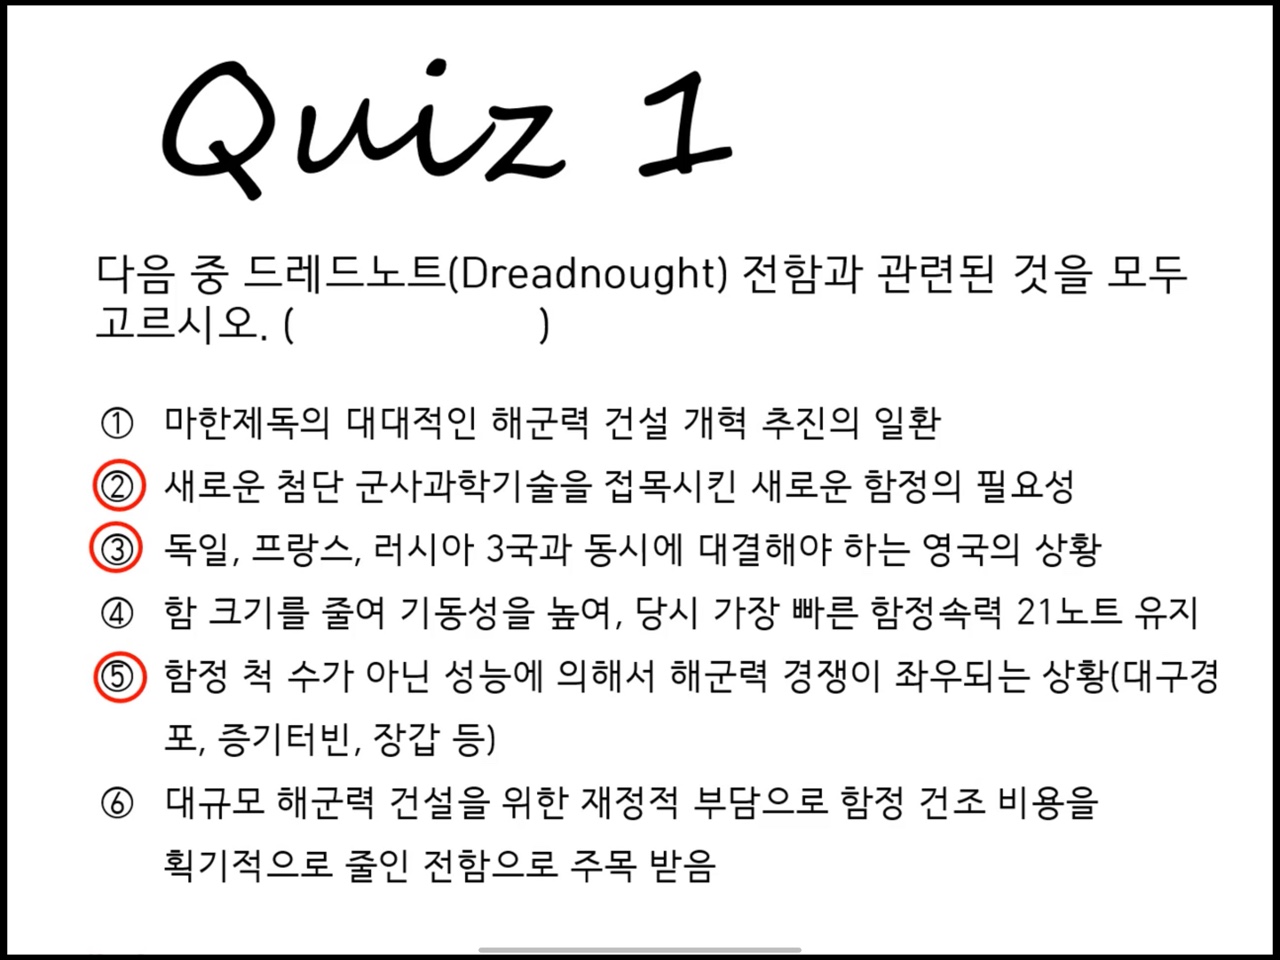 Quiz 1
다음 중 드레드노트(Dreadnought) 전함과 관련된 것을 모두
고르시오. ( )
① 마한제독의 대대적인 해군력 건설 개혁 추진의 일환
② 새로운 첨단 군사과학기술을 접목시킨 새로운 함정의 필요성
③ 독일, 프랑스, 러시아 3국과 동시에 대결해야 하는 영국의 상황
④ 함 크기를 줄여 기동성을 높여, 당시 가장 빠른 함정속력 21노트 유지
⑤ 함정 척 수가 아닌 성능에 의해서 해군력 경쟁이 좌우되는 상황(대구경
포, 증기터빈, 장갑 등)
⑥ 대규모 해군력 건설을 위한 재정적 부담으로 함정 건조 비용을
획기적으로 줄인 전함으로 주목 받음